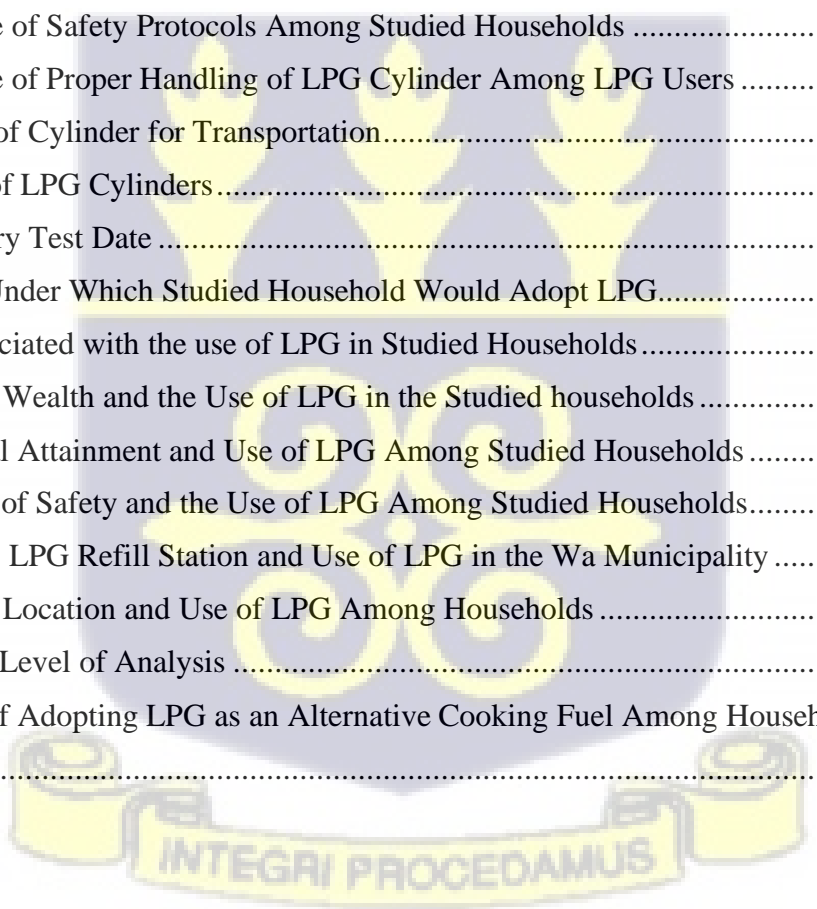 e of Safety Protocols Among Studied Households ....................
e of Proper Handling of LPG Cylinder Among LPG Users ........
of Cylinder for Transportation....................................................
of LPG Cylinders.........................................................................
ry Test Date .................................................................................
Under Which Studied Household Would Adopt LPG...................
ciated with the use of LPG in Studied Households.....................
Wealth and the Use of LPG in the Studied households ..............
l Attainment and Use of LPG Among Studied Households ........
of Safety and the Use of LPG Among Studied Households.........
LPG Refill Station and Use of LPG in the Wa Municipality .....
Location and Use of LPG Among Households ..........................
Level of Analysis ........................................................................
f Adopting LPG as an Alternative Cooking Fuel Among Househ
....................................................................................................
INTEGRI PROCEDAMUS